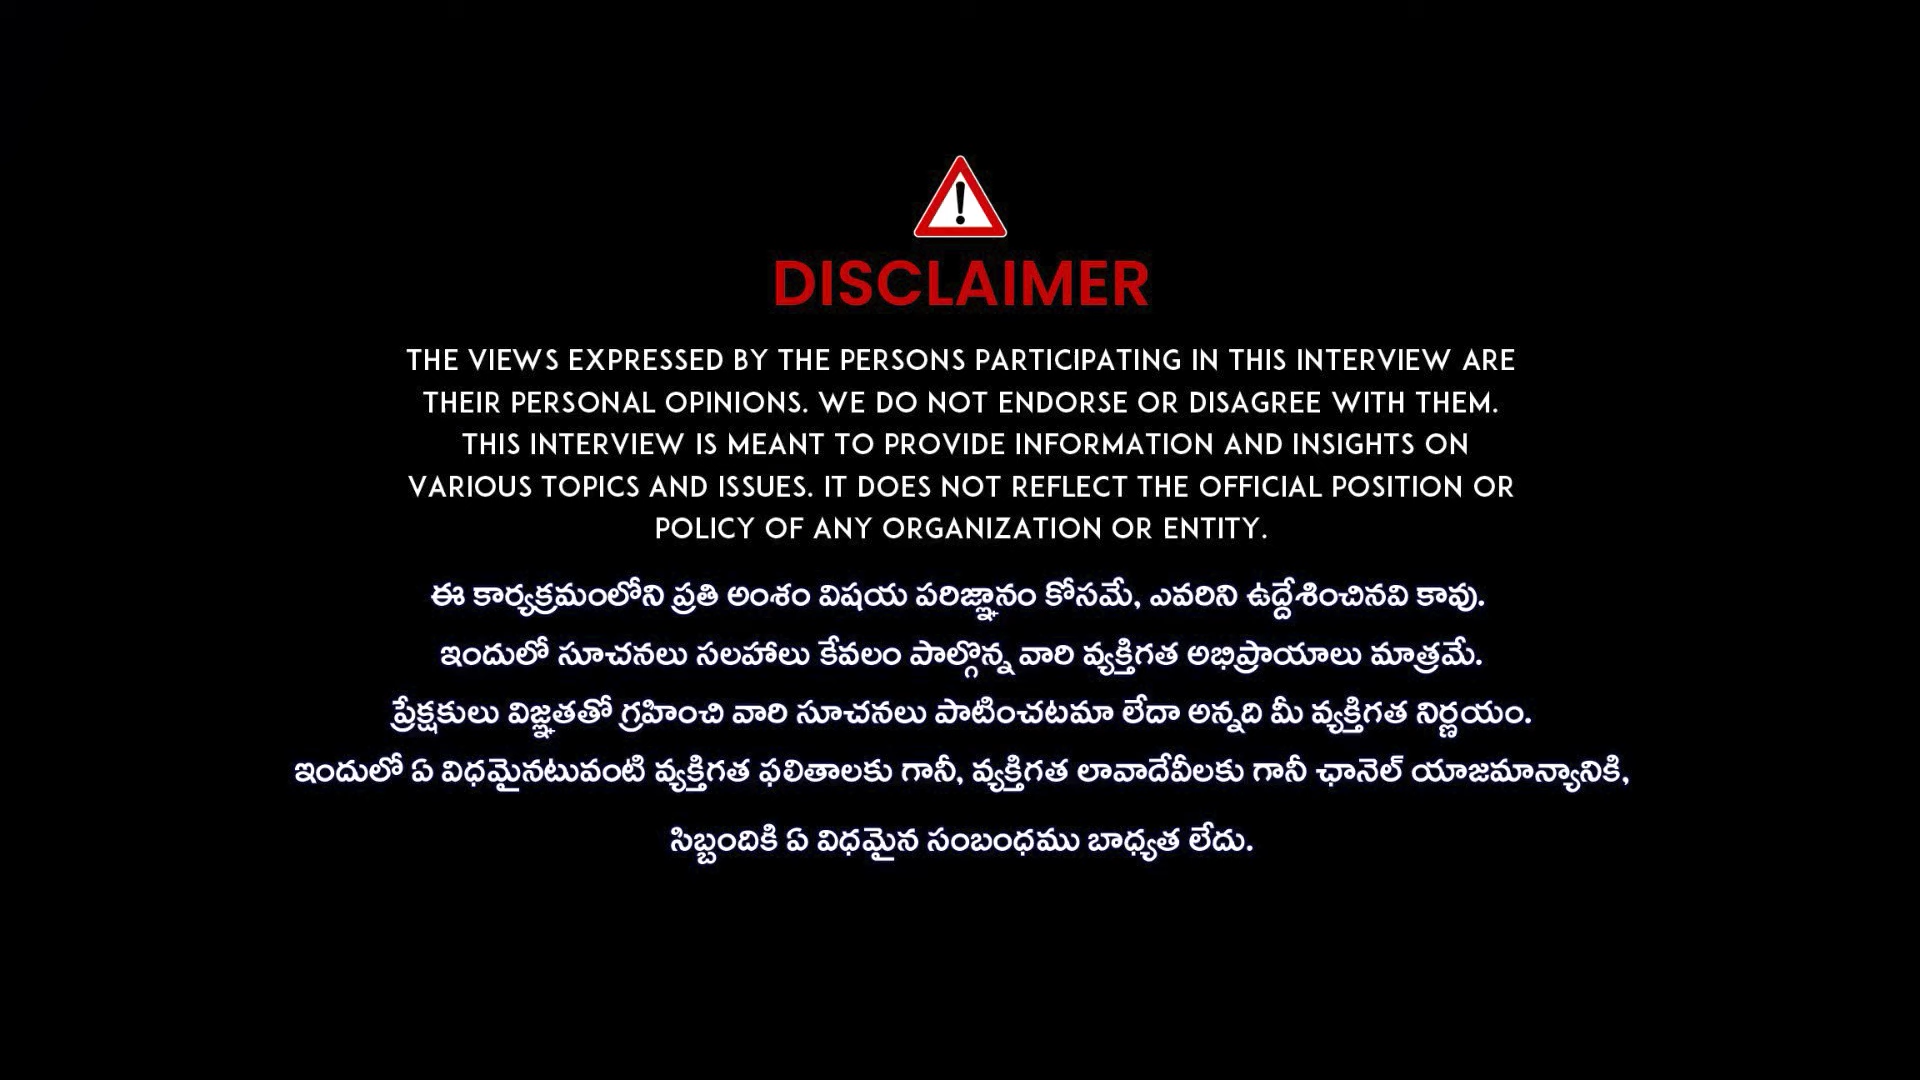 DISCLAIMER
THE VIEWS EXPRESSED BY THE PERSONS PARTICIPATING IN THIS INTERVIEW ARE
THEIR PERSONAL OPINIONS. WE DO NOT ENDORSE OR DISAGREE WITH THEM.
THIS INTERVIEW IS MEANT TO PROVIDE INFORMATION AND INSIGHTS ON
VARIOUS TOPICS AND ISSUES. IT DOES NOT REFLECT THE OFFICIAL POSITION OR
POLICY OF ANY ORGANIZATION OR ENTITY.
ఈ కార్యక్రమంలోని ప్రతి అంశం విషయ పరిజ్ఞానం కోసమే, ఎవరిని ఉద్దేశించినవి కావు.
ఇందులో సూచనలు సలహాలు కేవలం పాల్గొన్న వారి వ్యక్తిగత అభిప్రాయాలు మాత్రమే.
ప్రేక్షకులు విజ్ఞతతో గ్రహించి వారి సూచనలు పాటించటమా లేదా అన్నది మీ వ్యక్తిగత నిర్ణయం.
ఇందులో ఏ విధమైనటువంటి వ్యక్తిగత ఫలితాలకు గానీ, వ్యక్తిగత లావాదేవీలకు గానీ ఛానెల్ యాజమాన్యానికి,
సిబ్బందికి ఏ విధమైన సంబంధము బాధ్యత లేదు.